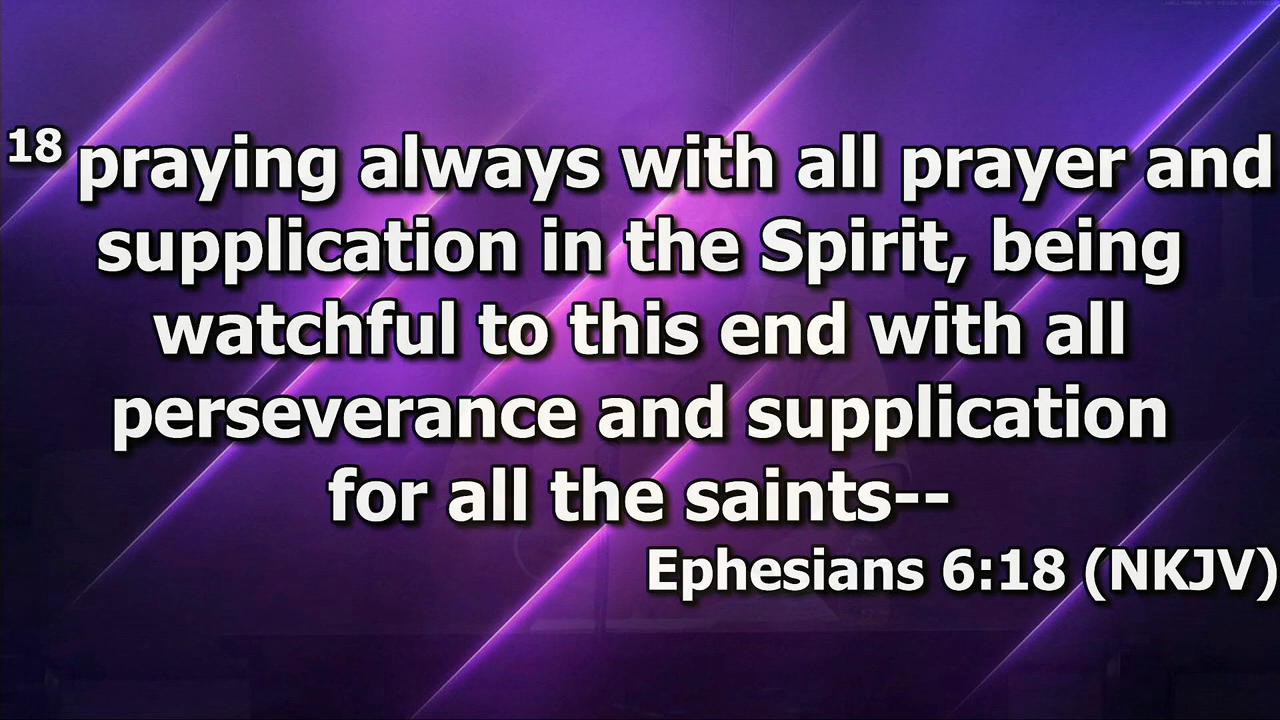 18 praying always with all prayer and
supplication in the Spirit, being
watchful to this end with all
perseverance and supplication
for all the saints--
Ephesians 6:18 (NKJV)